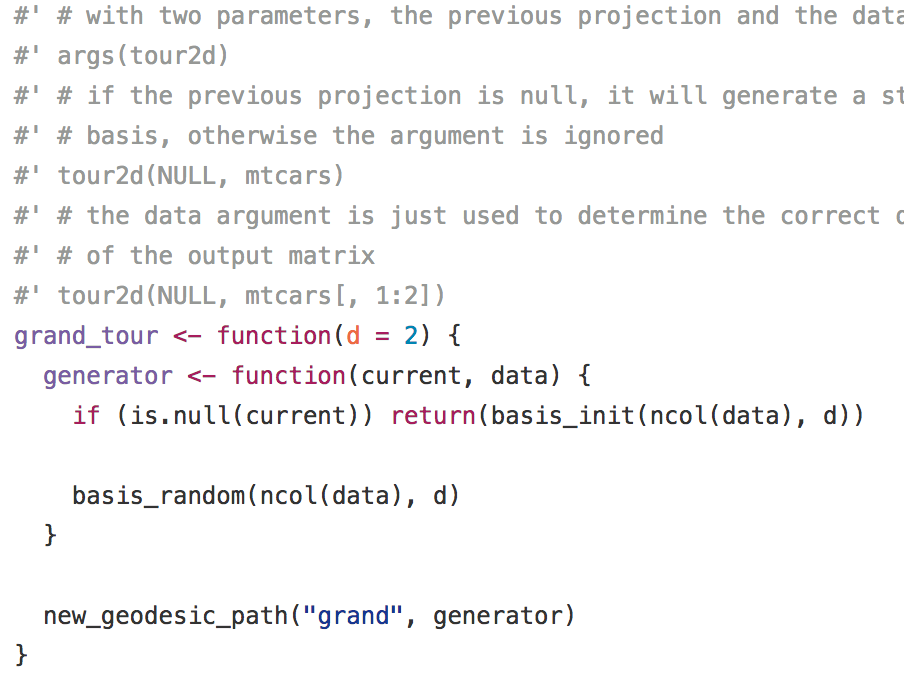 #' # with two parameters, the previous projection and the data
#' args(tour2d)
#' # if the previous projection is null, it will generate a st
#' # basis, otherwise the argument is ignored
#' tour2d(NULL, mtcars)
#' # the data argument is just used to determine the correct
#' # of the output matrix
#' tour2d(NULL, mtcars[, 1:2])
grand_tour <- function(d = 2) {
  generator <- function(current, data) {
    if (is.null(current)) return(basis_init(ncol(data), d))
    basis_random(ncol(data), d)
  }
  new_geodesic_path("grand", generator)
}